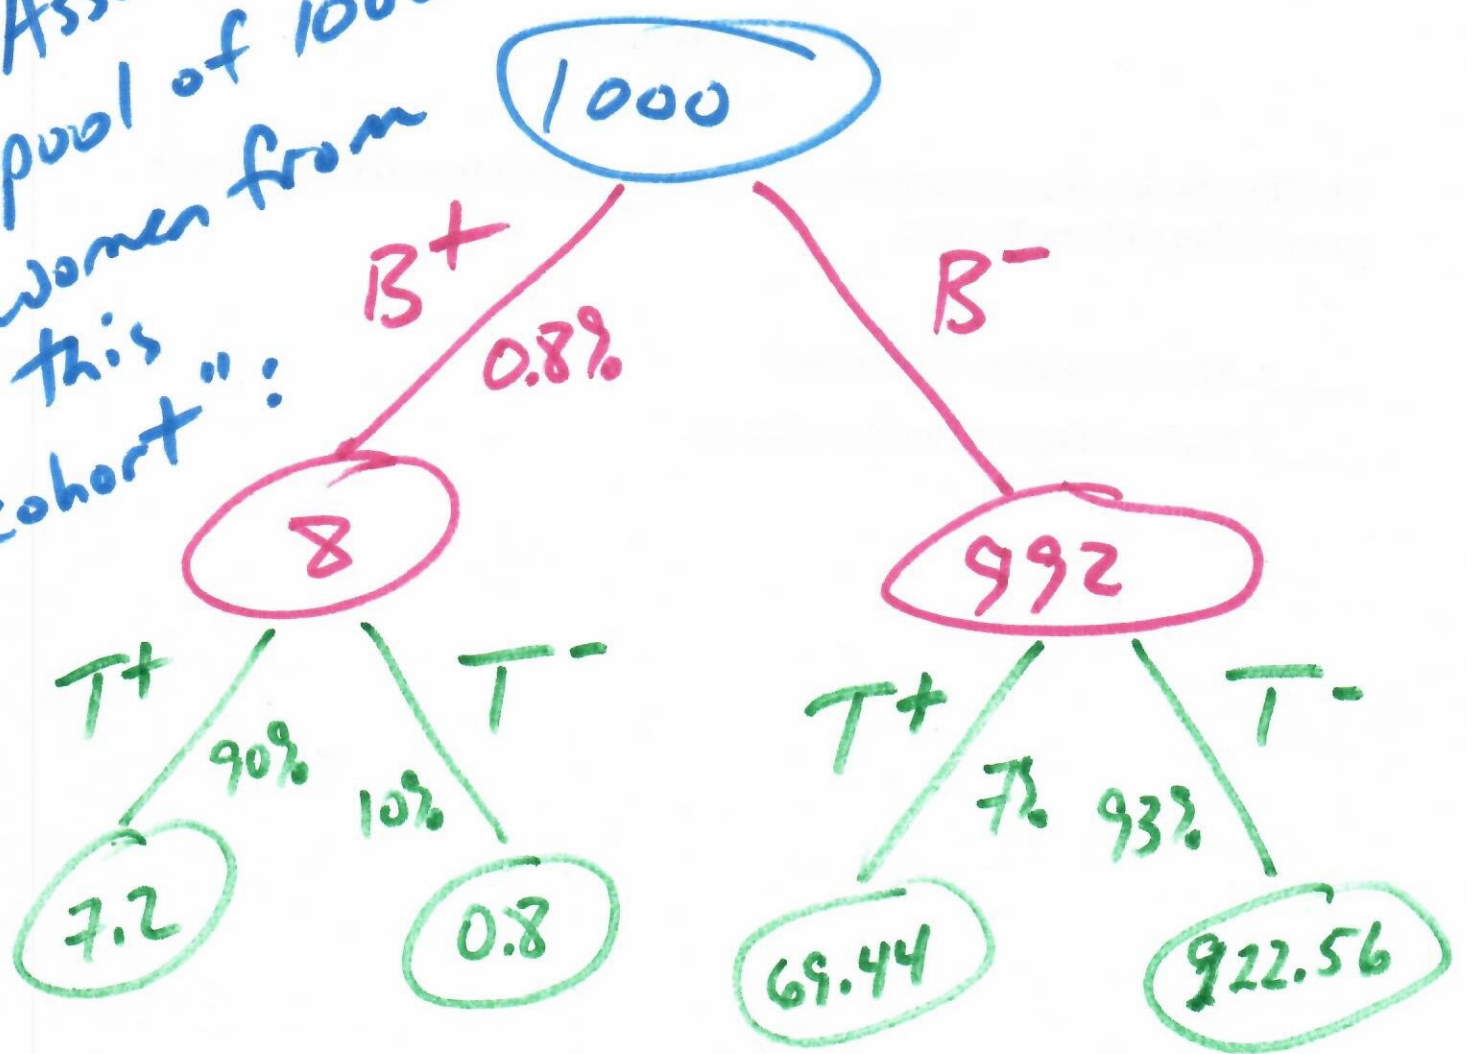 pool of 1000
women from
this
cohort":
1000
B+
0.8%
B-
8
992
T+
90%
T-
10%
T+
7%
T-
93%
7.2
0.8
69.44
922.56